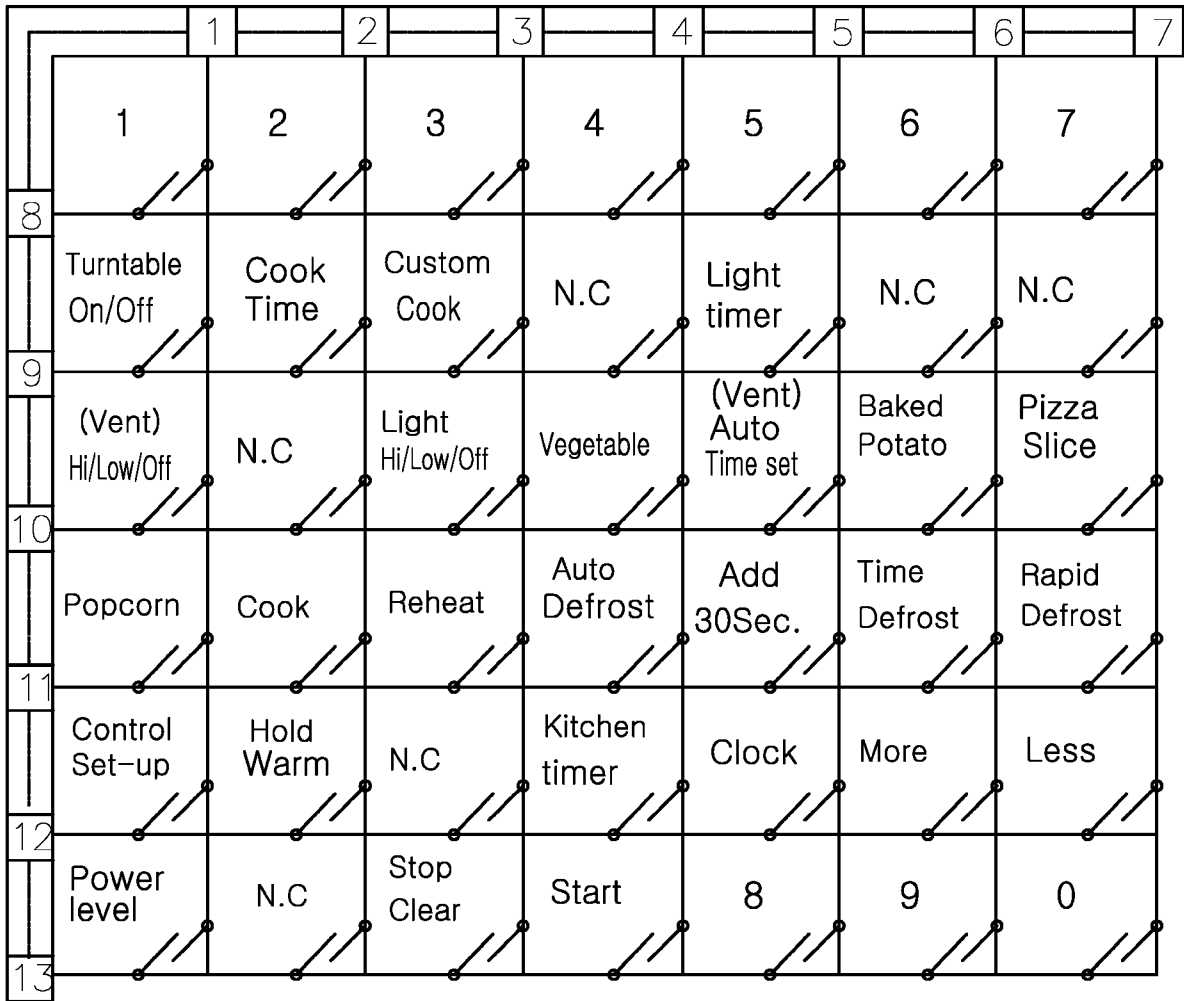 1 2 3 4 5 6 7
1 2 3 4 5 6 7
8
Turntable On/Off
Cook Time
Custom Cook
N.C
Light timer
N.C
N.C
9
(Vent) Hi/Low/Off
N.C
Light Hi/Low/Off
Vegetable
(Vent) Auto Time set
Baked Potato
Pizza Slice
10
Popcorn
Cook
Reheat
Auto Defrost
Add 30Sec.
Time Defrost
Rapid Defrost
11
Control Set-up
Hold Warm
N.C
Kitchen timer
Clock
More
Less
12
Power level
N.C
Stop Clear
Start
8
9
0
13